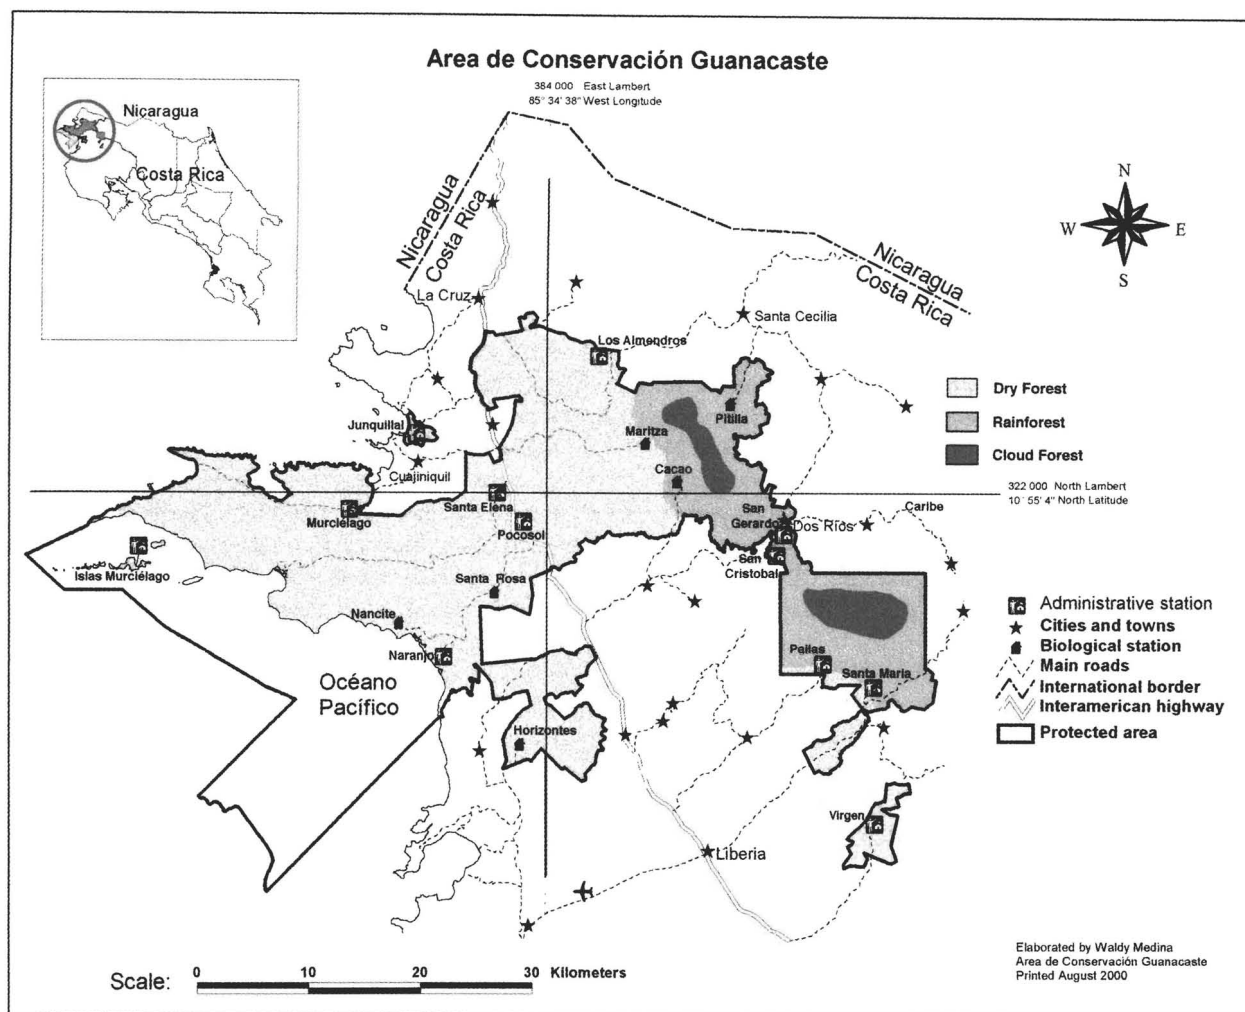 Area de Conservación Guanacaste
384 000 East Lambert
85° 34' 38" West Longitude
Nicaragua
Costa Rica
Nicaragua
Costa Rica
Nicaragua
Costa Rica
N
W
E
S
La Cruz
Santa Cecilia
Los Almendros
Dry Forest
Rainforest
Cloud Forest
Junquillal
Pitilla
Maritza
Cuajiniquil
Cacao
322 000 North Lambert
10° 55' 4" North Latitude
Murciélago
Santa Elena
Pocosol
San
Gerardo
Dos Ríos
Caribe
Islas Murciélago
San
Cristobal
Santa Rosa
Nancite
Naranjo
Pailas
Santa Maria
Administrative station
Cities and towns
Biological station
Main roads
International border
Interamerican highway
Protected area
Océano
Pacífico
Horizontes
Virgen
Liberia
Scale:
0 10 20 30 Kilometers
Elaborated by Waldy Medina
Area de Conservación Guanacaste
Printed August 2000